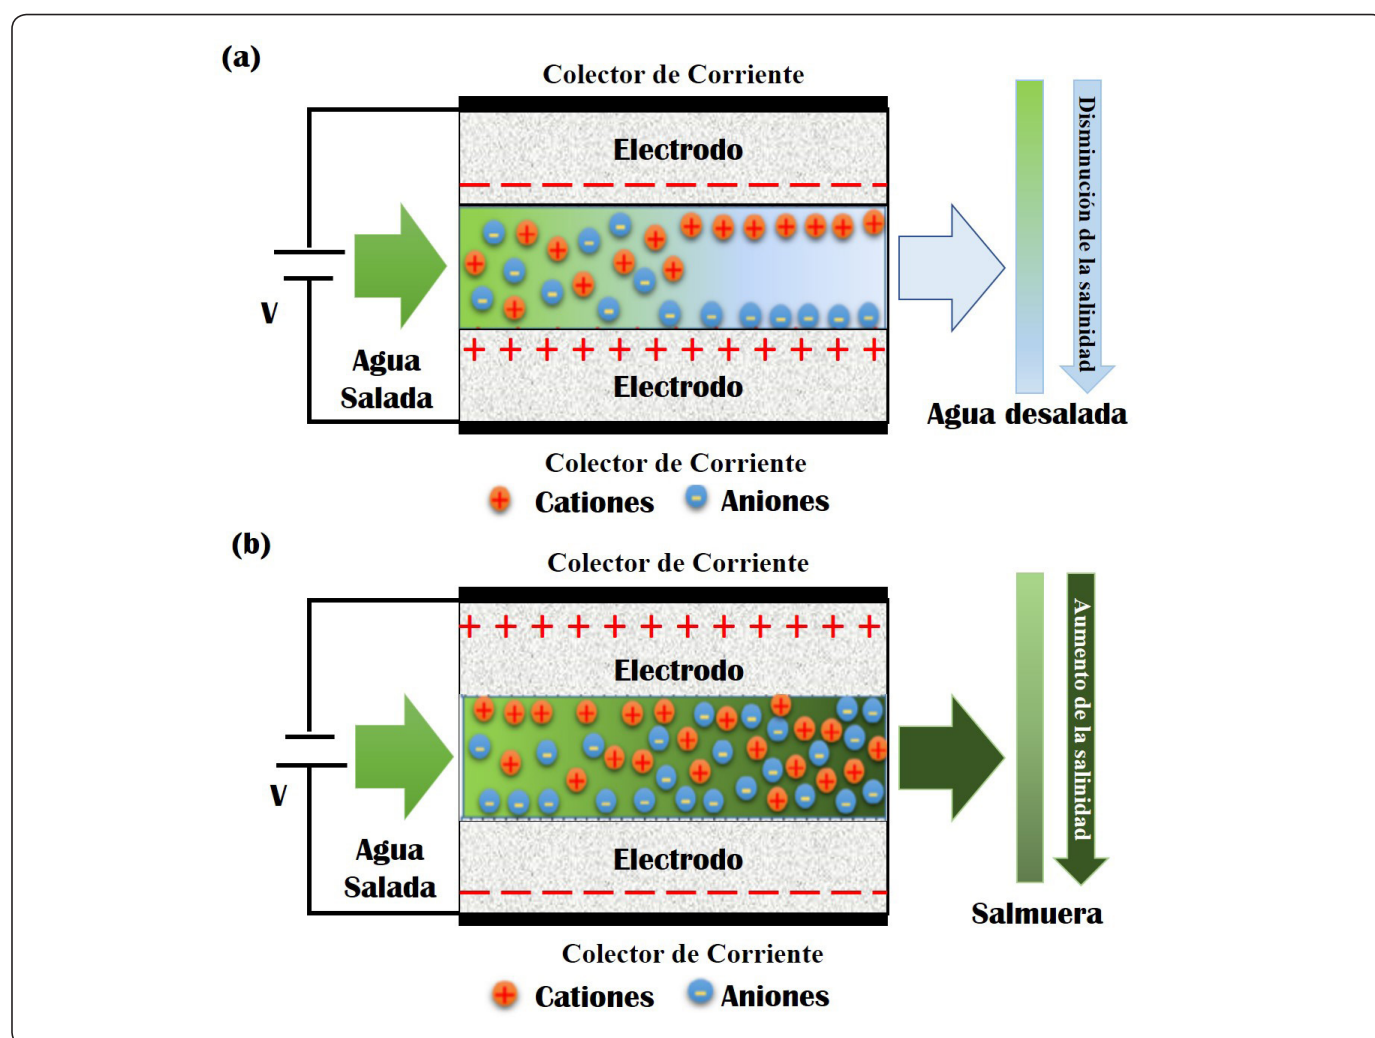 (a)
Colector de Corriente
Electrodo
Disminución de la salinidad
V
Agua
Salada
Electrodo
Agua desalada
Colector de Corriente
Cationes
Aniones
(b)
Colector de Corriente
Electrodo
Aumento de la salinidad
V
Agua
Salada
Electrodo
Salmuera
Colector de Corriente
Cationes
Aniones